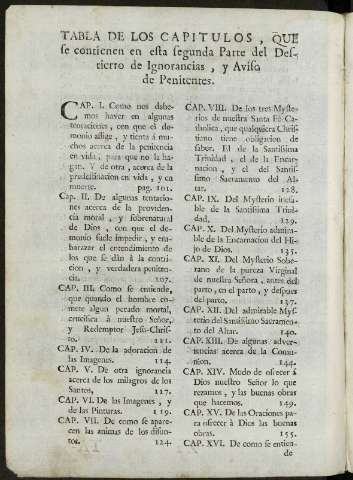 TABLA DE LOS CAPITULOS, QUE
se contienen en esta segunda Parte del Des-
tierro de Ignorancias, y Aviso
de Penitentes.
CAP. I. Como nos debe-
mos haver en algunas
tentaciones, con que el de-
monio aflige, y tienta á mu-
chos acerca de la penitencia
en vida, para que no la ha-
gan. Y de otra, acerca de la
predestinacion en vida, y en
muerte. pag. 101.
Cap. II. De algunas tentacio-
nes acerca de la providen-
cia moral, y sobrenatural
de Dios, con que el de-
monio suele impedir, y em-
barazar el entendimiento de
los que se dán á la contri-
cion, y verdadera peniten-
cia. 107.
CAP. III. Como se entiende,
que quando el hombre co-
mete algun pecado mortal,
crucifica á nuestro Señor,
y Redemptor Jesu-Chris-
to. 111.
CAP. IV. De la adoracion de
las Imagenes. 114.
CAP. V. De otra ignorancia
acerca de los milagros de los
Santos, 117.
CAP. VI. De las Imagenes, y
de las Pinturas. 119.
CAP. VII. De como se apare-
cen las animas de los difun-
tos. 124.
CAP. VIII. De los tres Myste-
rios de nuestra Santa Fè Ca-
tholica, que qualquiera Chris-
tiano tiene obligacion de
saber. El de la Santissima
Trinidad, el de la Encar-
nacion, y el del Santis-
simo Sacramento del Al-
tar. 128.
CAP. IX. Del Mysterio inefa-
ble de la Santissima Trini-
dad, 129.
CAP. X. Del Mysterio admira-
ble de la Encarnacion del Hi-
jo de Dios. 135.
CAP. XI. Del Mysterio Sobe-
rano de la pureza Virginal
de nuestra Señora, antes del
parto, en el parto, y despues
del parto. 137.
CAP. XII. Del admirable Mys-
terio del Santissimo Sacramen-
to del Altar. 140.
CAP. XIII. De algunas adver-
tencias acerca de la Comu-
nion. 144.
CAP. XIV. Modo de ofrecer á
Dios nuestro Señor lo que
rezamos, y las buenas obras
que hacemos. 149.
CAP. XV. De las Oraciones pa-
ra ofrecer á Dios las buenas
obras. 155.
CAP. XVI. De como se entien-
de